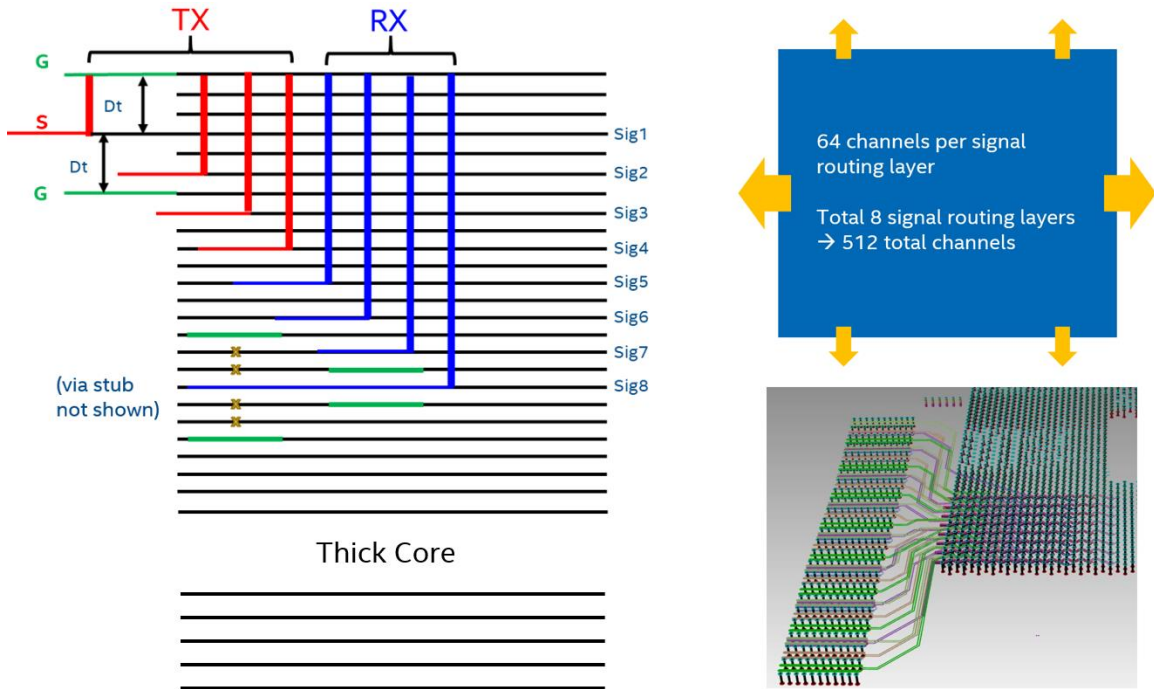 TX
RX
G
Dt
S
Sig1
Dt
Sig2
G
Sig3
Sig4
Sig5
Sig6
Sig7
(via stub
not shown)
Sig8
Thick Core
64 channels per signal
routing layer
Total 8 signal routing layers
→ 512 total channels